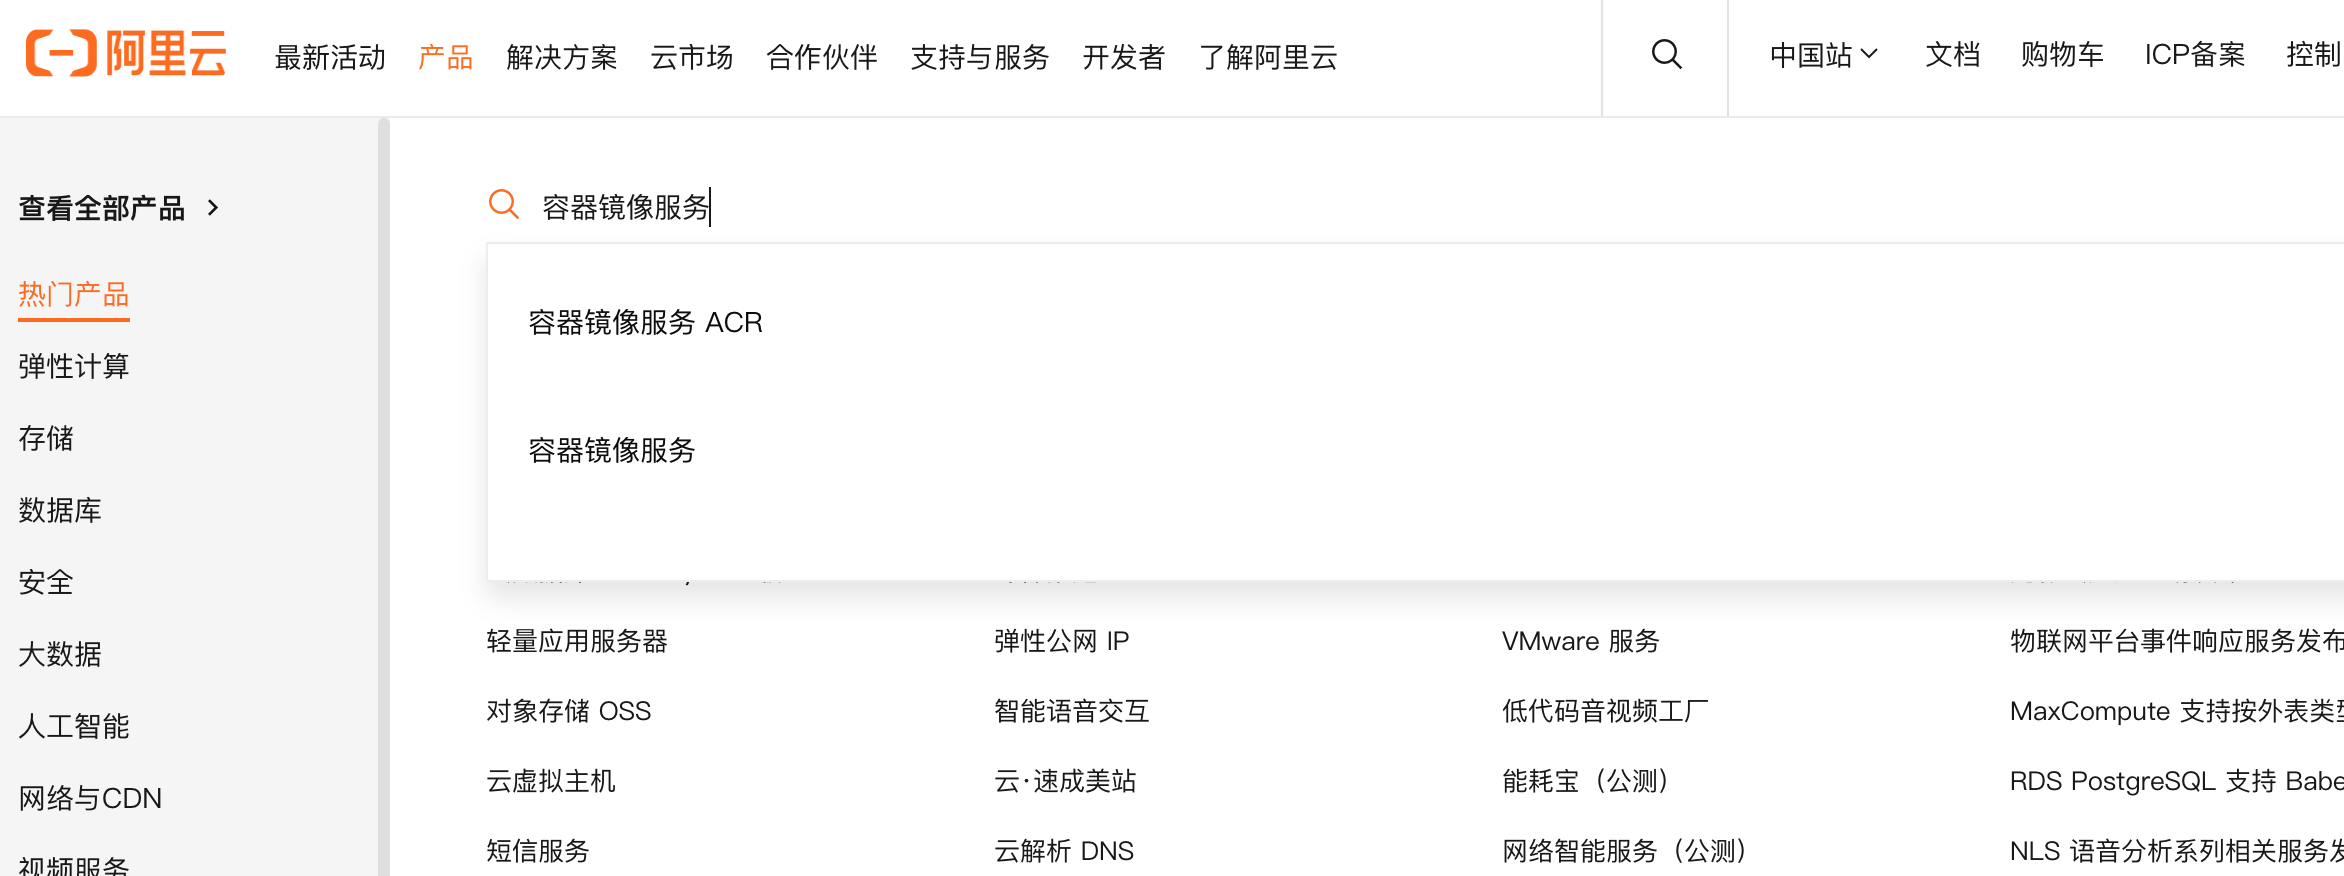 阿里云
最新活动 产品 解决方案 云市场 合作伙伴 支持与服务 开发者 了解阿里云
中国站 文档 购物车 ICP备案 控制
查看全部产品 >
热门产品
弹性计算
存储
数据库
安全
大数据
人工智能
网络与CDN
视频服务
容器镜像服务
容器镜像服务 ACR
容器镜像服务
轻量应用服务器 弹性公网 IP VMware 服务 物联网平台事件响应服务发布
对象存储 OSS 智能语音交互 低代码音视频工厂 MaxCompute 支持按外表类型
云虚拟主机 云·速成美站 能耗宝（公测） RDS PostgreSQL 支持 Babe
短信服务 云解析 DNS 网络智能服务（公测） NLS 语音分析系列相关服务发